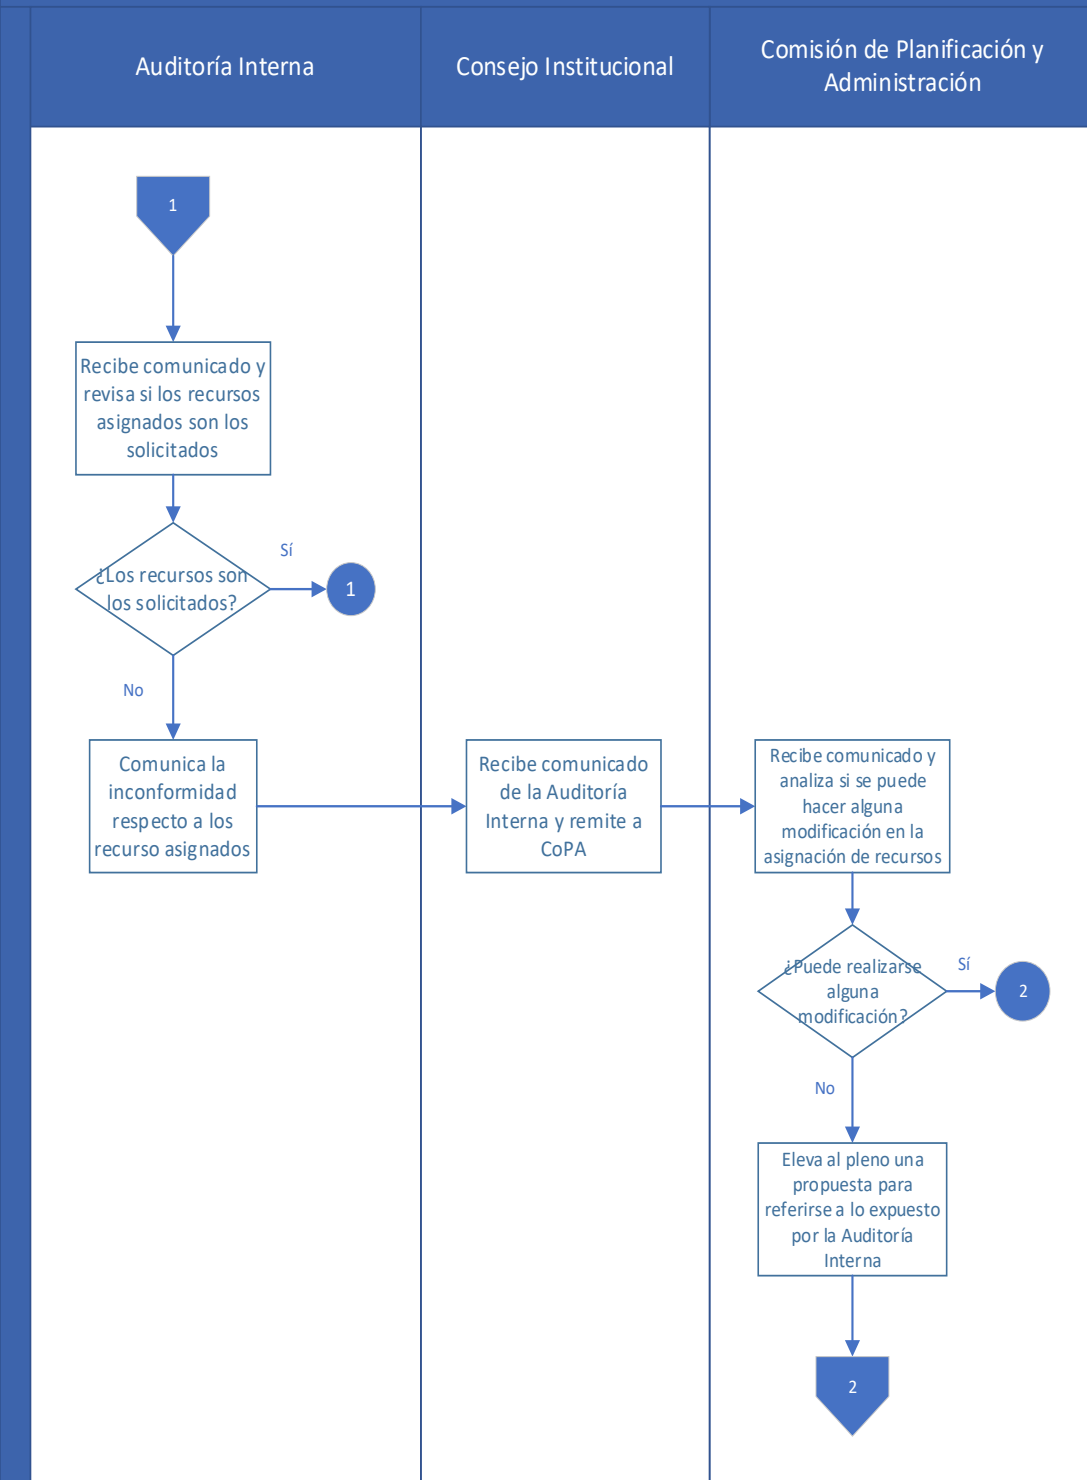 Auditoría Interna
Consejo Institucional
Comisión de Planificación y
Administración
1
Recibe comunicado y
revisa si los recursos
asignados son los
solicitados
¿Los recursos son
los solicitados?
Sí
1
No
Comunica la
inconformidad
respecto a los
recurso asignados
Recibe comunicado
de la Auditoría
Interna y remite a
CoPA
Recibe comunicado y
analiza si se puede
hacer alguna
modificación en la
asignación de recursos
¿Puede realizarse
alguna
modificación?
Sí
2
No
Eleva al pleno una
propuesta para
referirse a lo expuesto
por la Auditoría
Interna
2